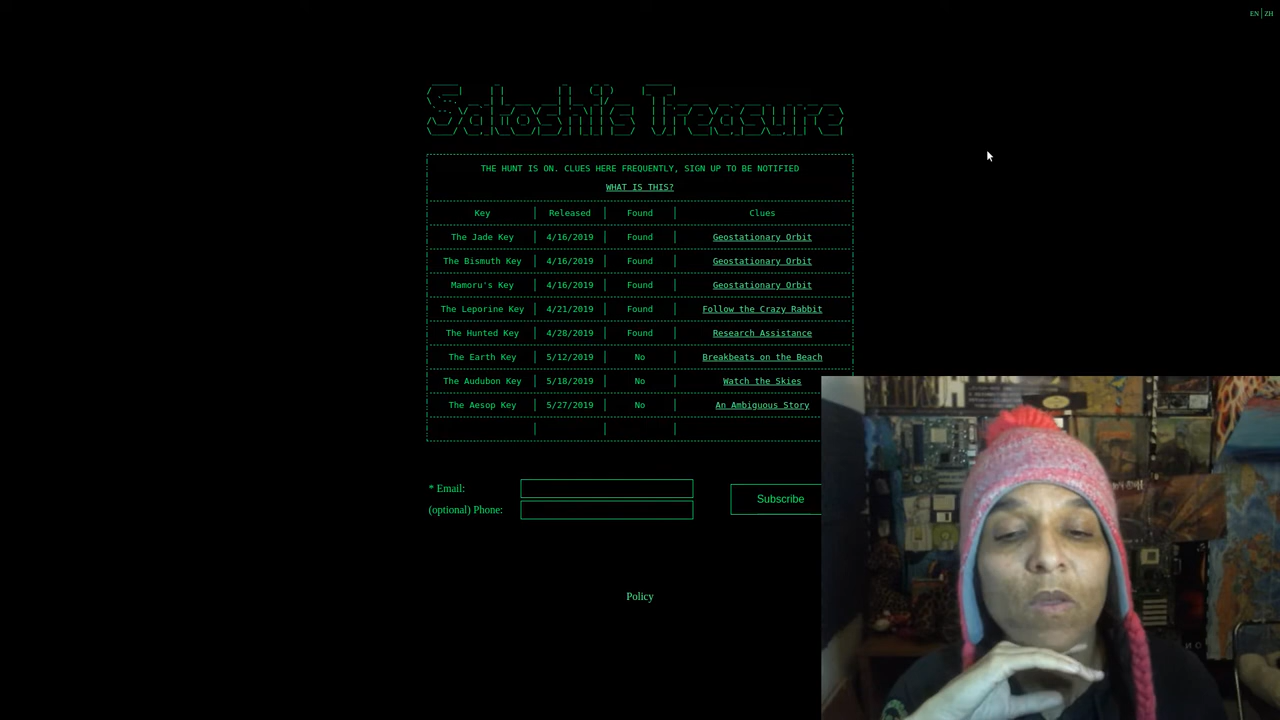 EN | ZH
Satoshi's Treasure
THE HUNT IS ON. CLUES HERE FREQUENTLY, SIGN UP TO BE NOTIFIED
WHAT IS THIS?
Key | Released | Found | Clues
The Jade Key | 4/16/2019 | Found | Geostationary Orbit
The Bismuth Key | 4/16/2019 | Found | Geostationary Orbit
Mamoru's Key | 4/16/2019 | Found | Geostationary Orbit
The Leporine Key | 4/21/2019 | Found | Follow the Crazy Rabbit
The Hunted Key | 4/28/2019 | Found | Research Assistance
The Earth Key | 5/12/2019 | No | Breakbeats on the Beach
The Audubon Key | 5/18/2019 | No | Watch the Skies
The Aesop Key | 5/27/2019 | No | An Ambiguous Story
* Email:
(optional) Phone:
Subscribe
Policy